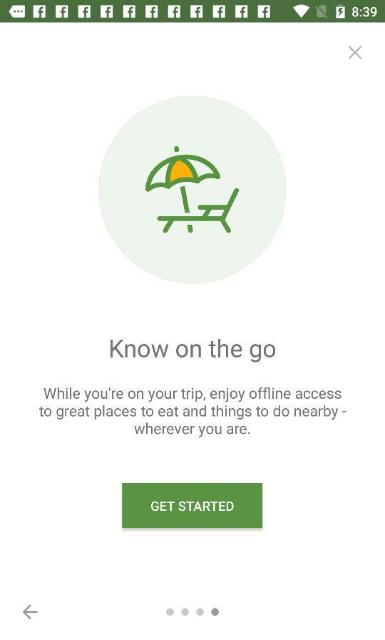 8:39
Know on the go
While you're on your trip, enjoy offline access
to great places to eat and things to do nearby -
wherever you are.
GET STARTED